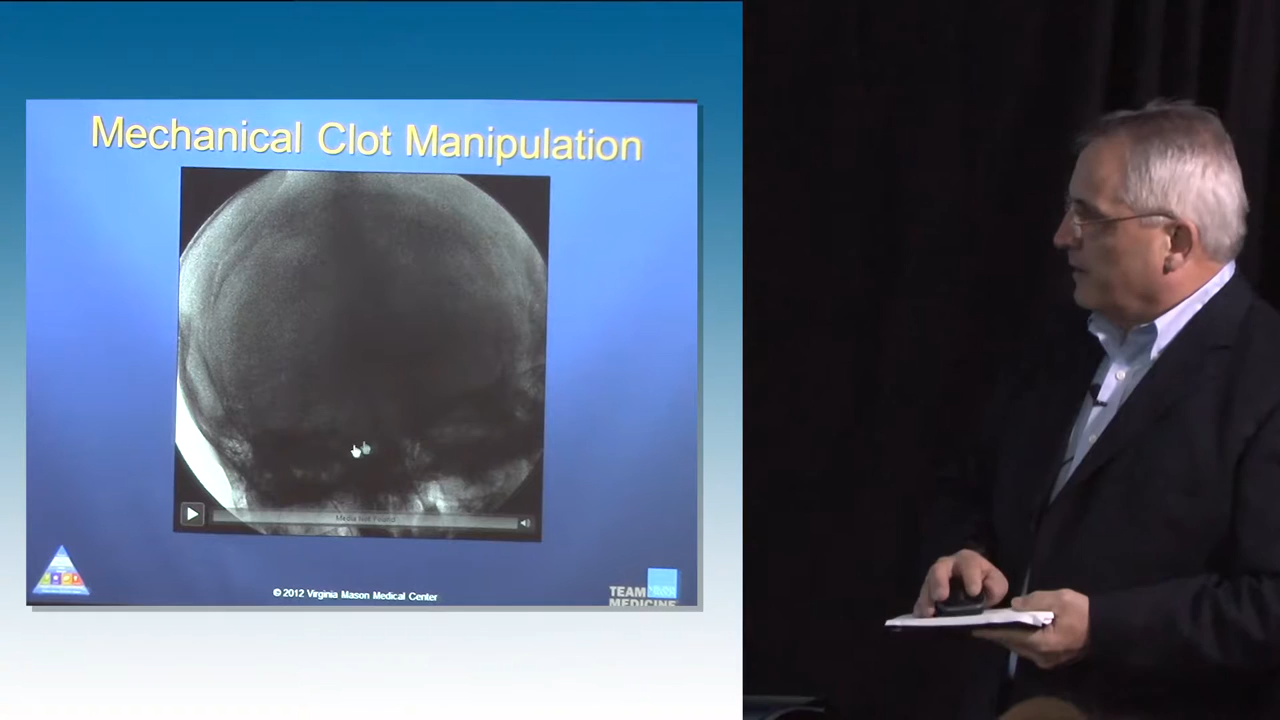 Mechanical Clot Manipulation
Media Not Found
© 2012 Virginia Mason Medical Center
TEAM
MEDICINE